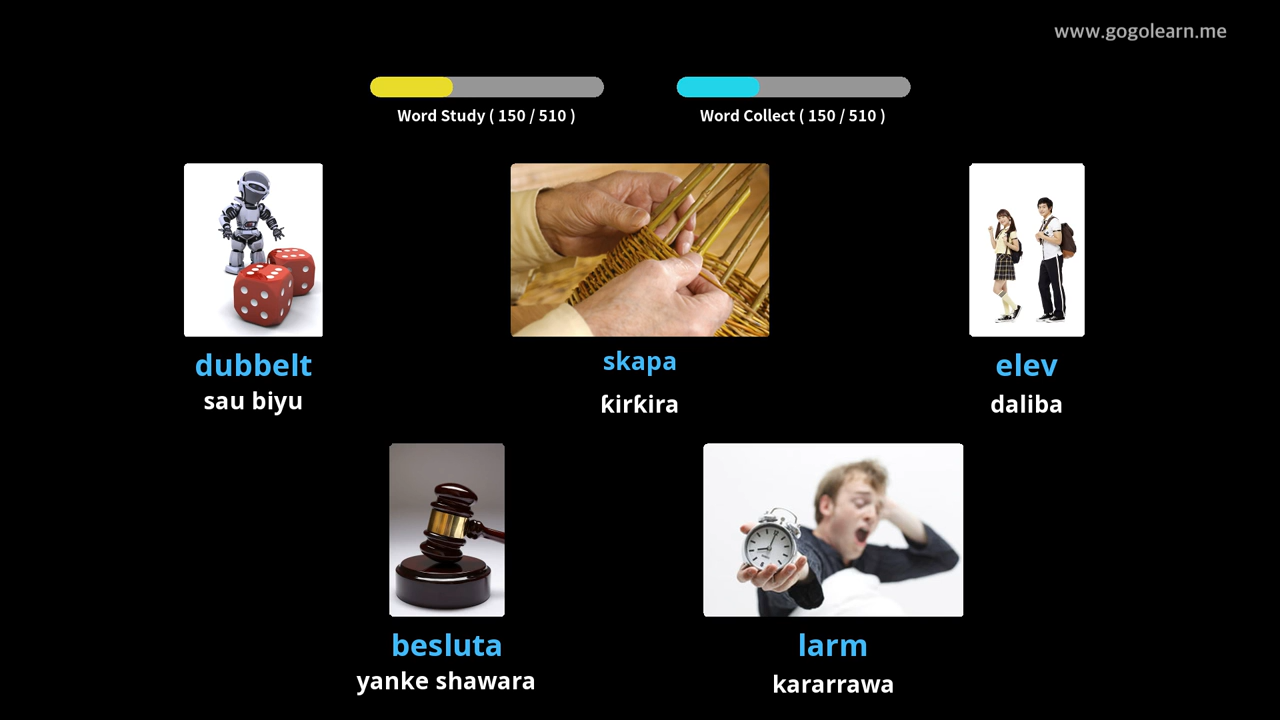 www.gogolearn.me
Word Study ( 150 / 510 )
Word Collect ( 150 / 510 )
dubbelt
sau biyu
skapa
ƙirƙira
elev
daliba
besluta
yanke shawara
larm
kararrawa